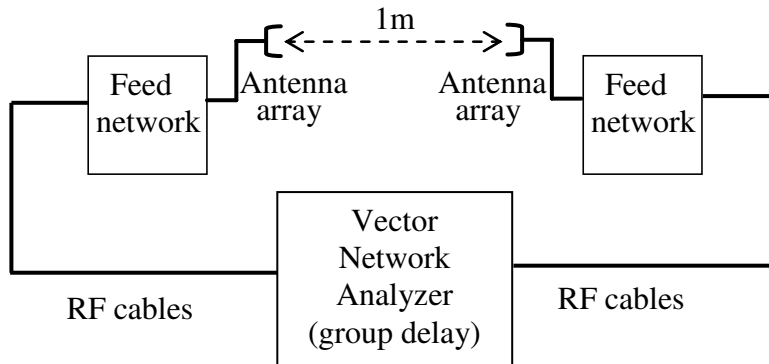 1m
Feed
network
Antenna
array
Antenna
array
Feed
network
Vector
Network
Analyzer
(group delay)
RF cables
RF cables